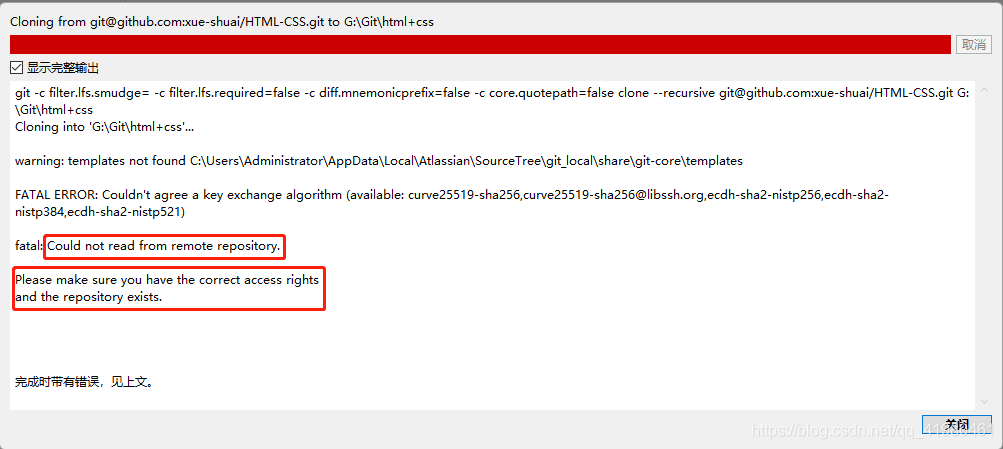 Cloning from git@github.com:xue-shuai/HTML-CSS.git to G:\Git\html+css
取消
显示完整输出
git -c filter.lfs.smudge= -c filter.lfs.required=false -c diff.mnemonicprefix=false -c core.quotepath=false clone --recursive git@github.com:xue-shuai/HTML-CSS.git G:
\Git\html+css
Cloning into 'G:\Git\html+css'...
warning: templates not found C:\Users\Administrator\AppData\Local\Atlassian\SourceTree\git_local\share\git-core\templates
FATAL ERROR: Couldn't agree a key exchange algorithm (available: curve25519-sha256,curve25519-sha256@libssh.org,ecdh-sha2-nistp256,ecdh-sha2-
nistp384,ecdh-sha2-nistp521)
fatal: Could not read from remote repository.
Please make sure you have the correct access rights
and the repository exists.
完成时带有错误，见上文。
关闭